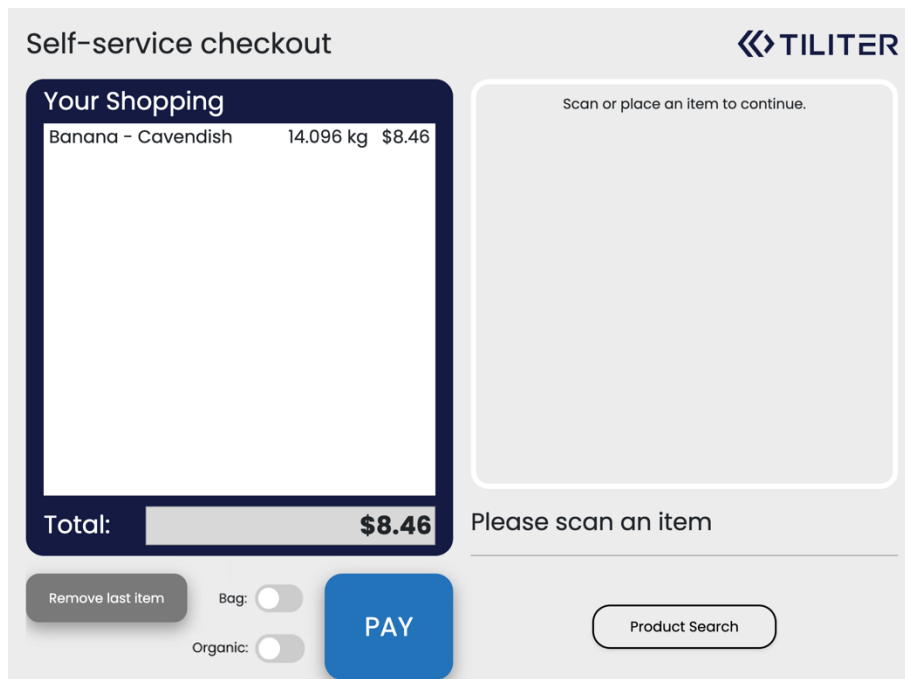 Self-service checkout
TILITER
Your Shopping
Banana - Cavendish 14.096 kg $8.46
Total: $8.46
Remove last item
Bag:
Organic:
PAY
Scan or place an item to continue.
Please scan an item
Product Search